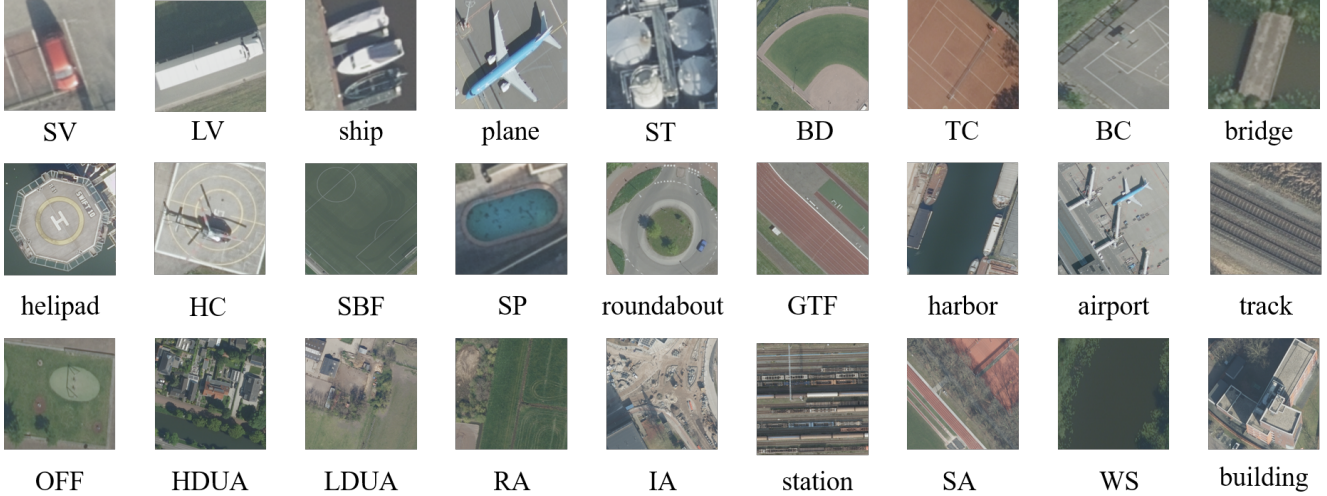 SV LV ship plane ST BD TC BC bridge
helipad HC SBF SP roundabout GTF harbor airport track
OFF HDUA LDUA RA IA station SA WS building